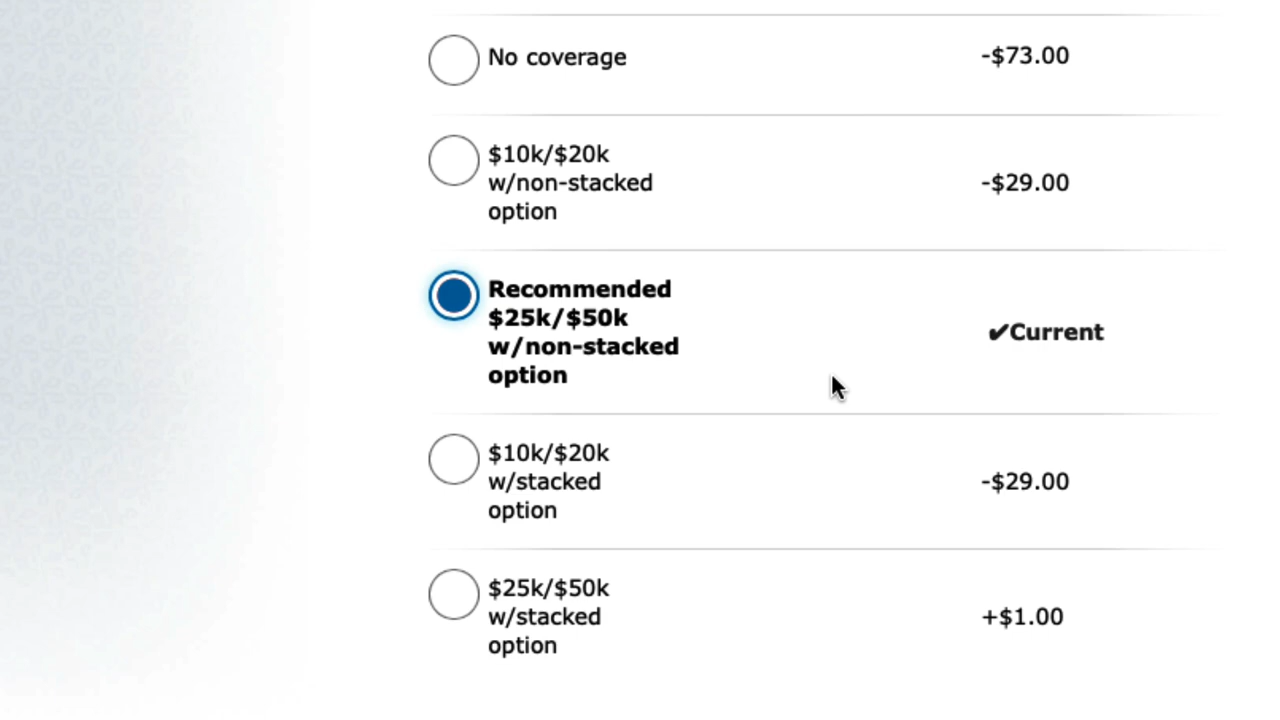 No coverage
-$73.00
$10k/$20k
w/non-stacked
option
-$29.00
Recommended
$25k/$50k
w/non-stacked
option
✔Current
$10k/$20k
w/stacked
option
-$29.00
$25k/$50k
w/stacked
option
+$1.00